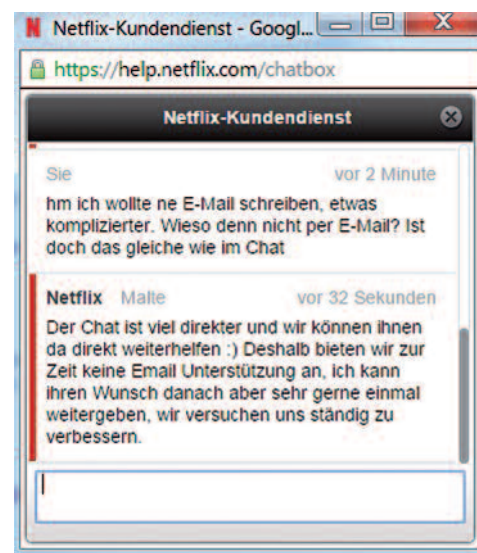 N Netflix-Kundendienst - Googl...
https://help.netflix.com/chatbox
Netflix-Kundendienst
Sie vor 2 Minute
hm ich wollte ne E-Mail schreiben, etwas
komplizierter. Wieso denn nicht per E-Mail? Ist
doch das gleiche wie im Chat
Netflix Malte vor 32 Sekunden
Der Chat ist viel direkter und wir können ihnen
da direkt weiterhelfen :) Deshalb bieten wir zur
Zeit keine Email Unterstützung an, ich kann
ihren Wunsch danach aber sehr gerne einmal
weitergeben, wir versuchen uns ständig zu
verbessern.